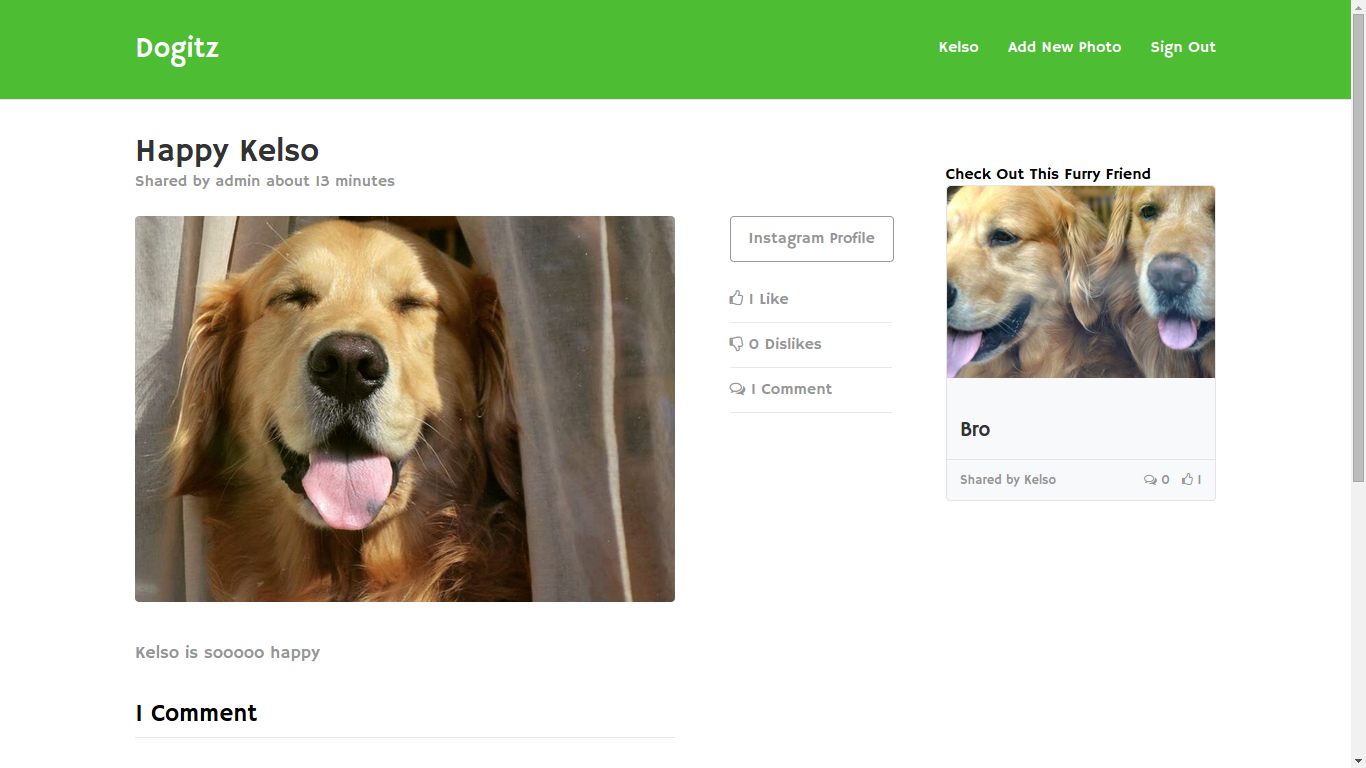 Dogitz
Kelso Add New Photo Sign Out
Happy Kelso
Shared by admin about 13 minutes
Instagram Profile
1 Like
0 Dislikes
1 Comment
Kelso is sooooo happy
1 Comment
Check Out This Furry Friend
Bro
Shared by Kelso 0 1